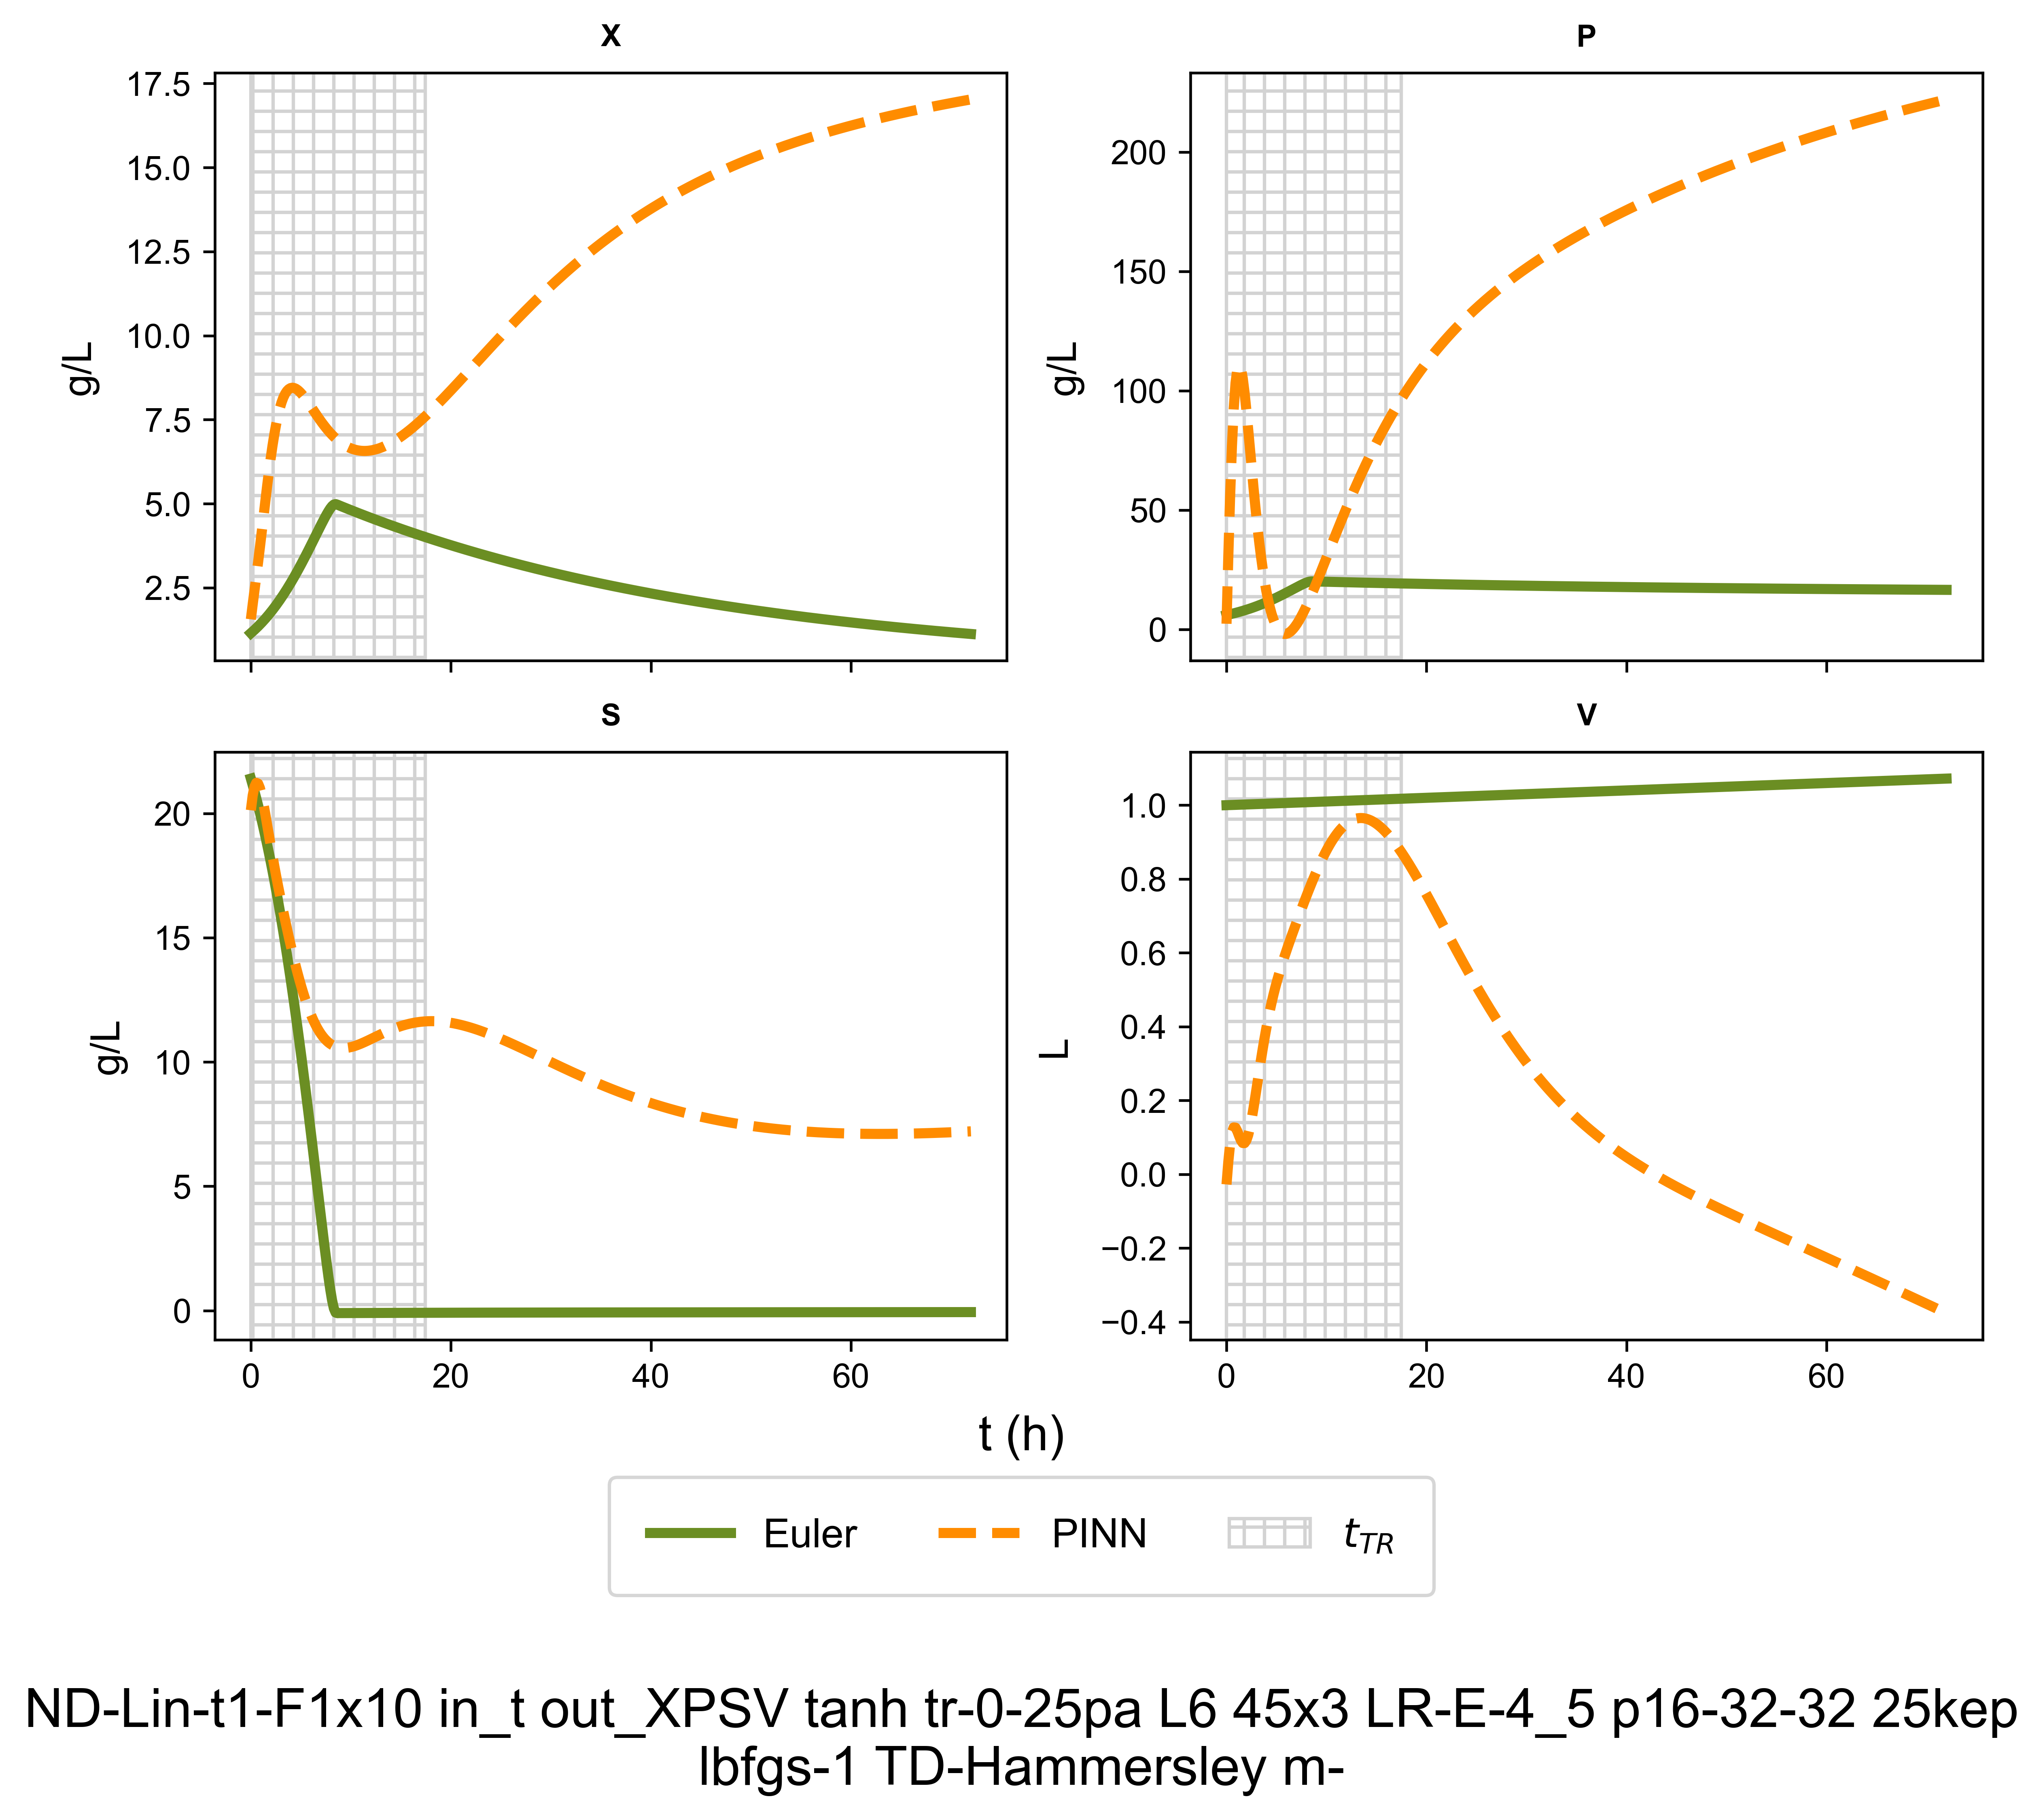 X
P
17.5
15.0
12.5
10.0
7.5
5.0
2.5
g/L
200
150
100
50
0
g/L
S
V
20
15
10
5
0
g/L
1.0
0.8
0.6
0.4
0.2
0.0
−0.2
−0.4
L
0 20 40 60
0 20 40 60
t (h)
Euler PINN t_TR
ND-Lin-t1-F1x10 in_t out_XPSV tanh tr-0-25pa L6 45x3 LR-E-4_5 p16-32-32 25kep
lbfgs-1 TD-Hammersley m-